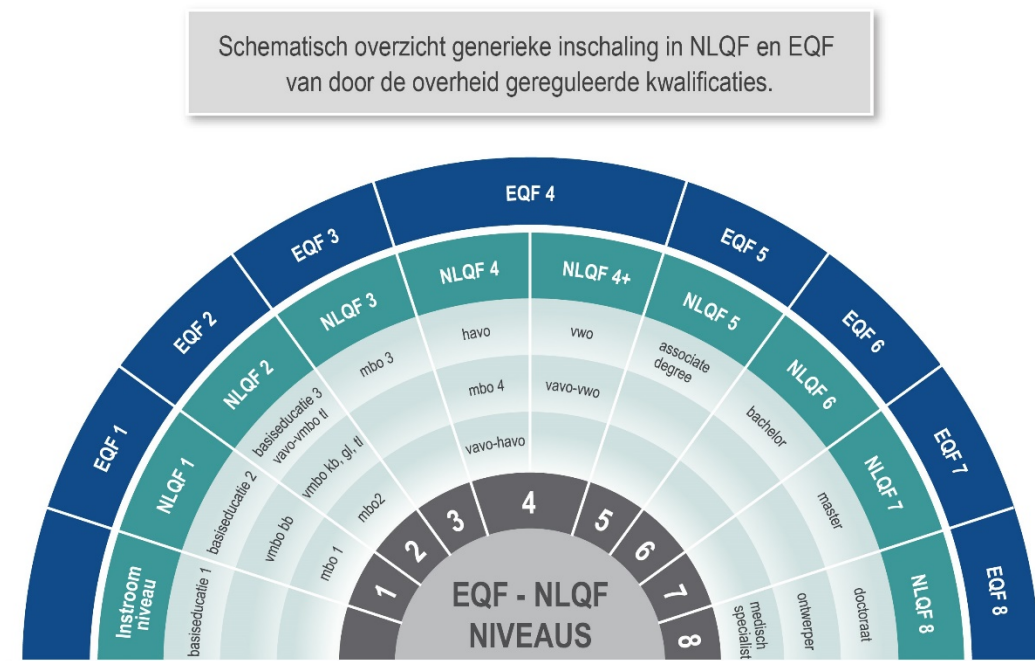 Schematisch overzicht generieke inschaling in NLQF en EQF
van door de overheid gereguleerde kwalificaties.
EQF 1
EQF 2
EQF 3
EQF 4
EQF 5
EQF 6
EQF 7
EQF 8
Instroom
niveau
NLQF 1
NLQF 2
NLQF 3
NLQF 4
NLQF 4+
NLQF 5
NLQF 6
NLQF 7
NLQF 8
basiseducatie 1
basiseducatie 2
vmbo bb
mbo 1
basiseducatie 3
vavo-vmbo tl
vmbo kb, gl, tl
mbo2
mbo 3
havo
mbo 4
vavo-havo
vwo
vavo-vwo
associate
degree
bachelor
master
doctoraat
ontwerper
medisch
specialist
1
2
3
4
5
6
7
8
EQF - NLQF
NIVEAUS